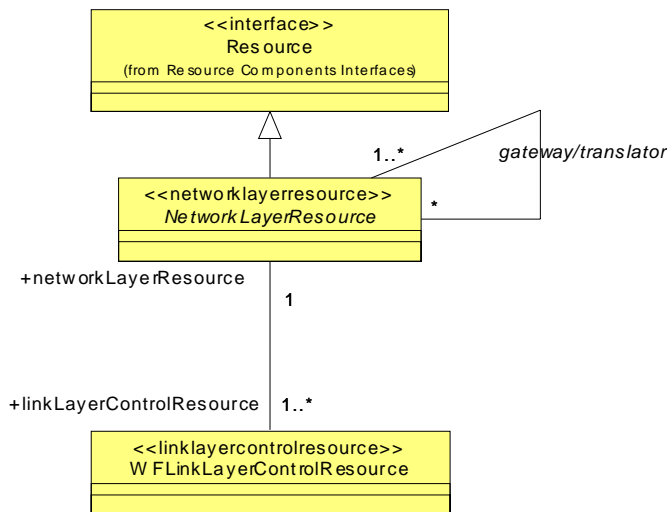 <<interface>>
Resource
(from Resource Components Interfaces)
1..*
gateway/translator
<<networklayerresource>>
NetworkLayerResource
*
+networkLayerResource
1
+linkLayerControlResource
1..*
<<linklayercontrolresource>>
WFLinkLayerControlResource